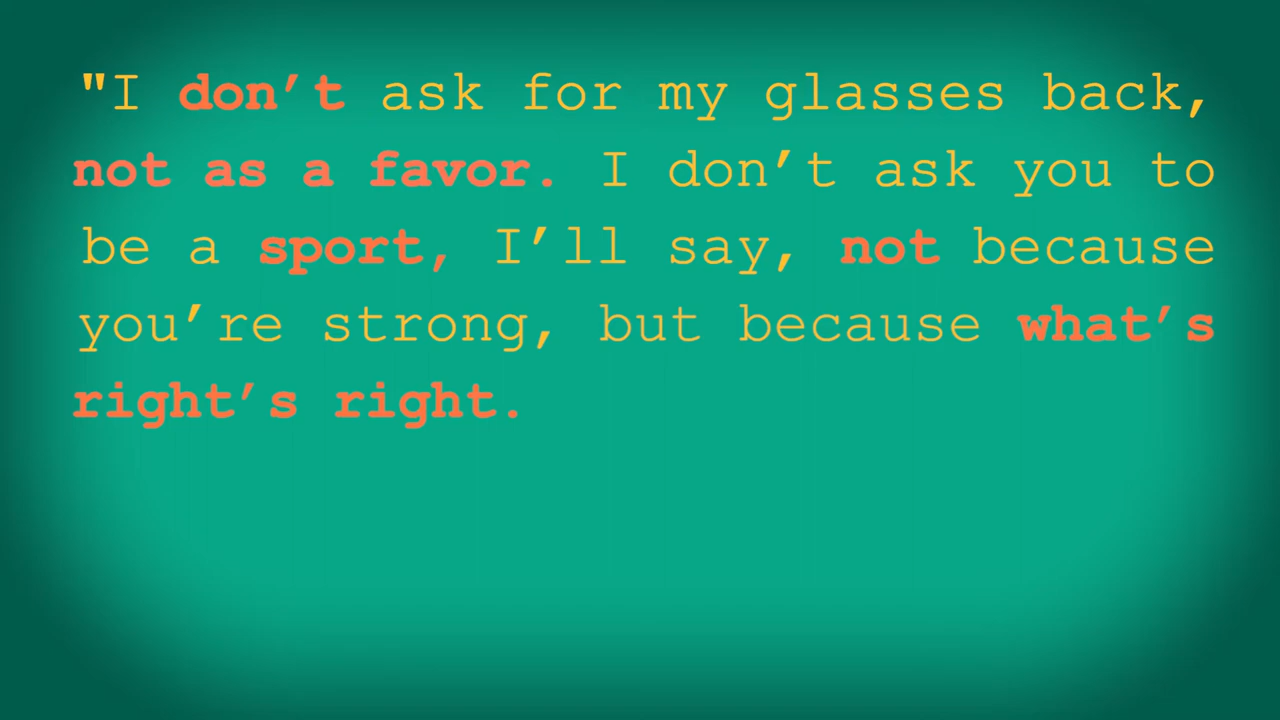 "I don’t ask for my glasses back,
not as a favor. I don’t ask you to
be a sport, I’ll say, not because
you’re strong, but because what’s
right’s right.